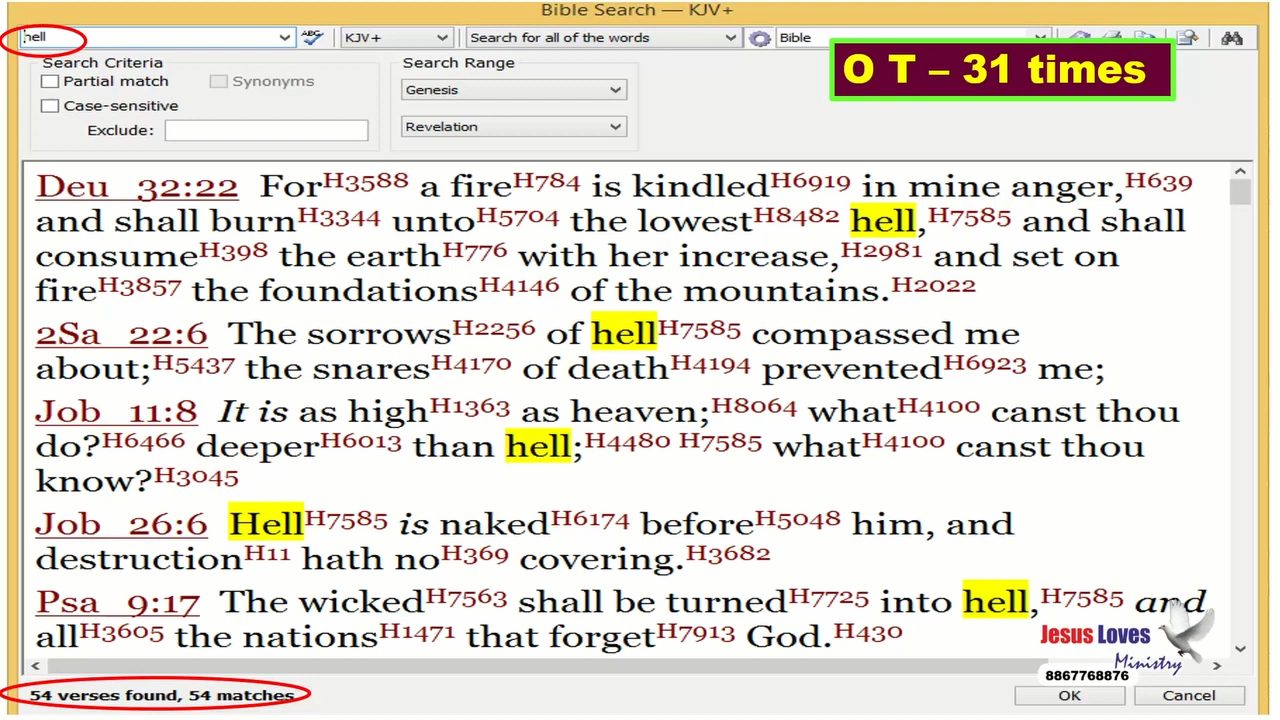 Bible Search — KJV+
hell ABC KJV+ Search for all of the words Bible
O T – 31 times
Search Criteria Search Range
Partial match Synonyms
Genesis
Case-sensitive
Exclude:
Revelation
Deu 32:22 ForH3588 a fireH784 is kindledH6919 in mine anger,H639
and shall burnH3344 untoH5704 the lowestH8482 hell,H7585 and shall
consumeH398 the earthH776 with her increase,H2981 and set on
fireH3857 the foundationsH4146 of the mountains.H2022
2Sa 22:6 The sorrowsH2256 of hellH7585 compassed me
about;H5437 the snaresH4170 of deathH4194 preventedH6923 me;
Job 11:8 It is as highH1363 as heaven;H8064 whatH4100 canst thou
do?H6466 deeperH6013 than hell;H4480 H7585 whatH4100 canst thou
know?H3045
Job 26:6 HellH7585 is nakedH6174 beforeH5048 him, and
destructionH11 hath noH369 covering.H3682
Psa 9:17 The wickedH7563 shall be turnedH7725 into hell,H7585 and
allH3605 the nationsH1471 that forgetH7913 God.H430
Jesus Loves
Ministry
8867768876
54 verses found, 54 matches OK Cancel